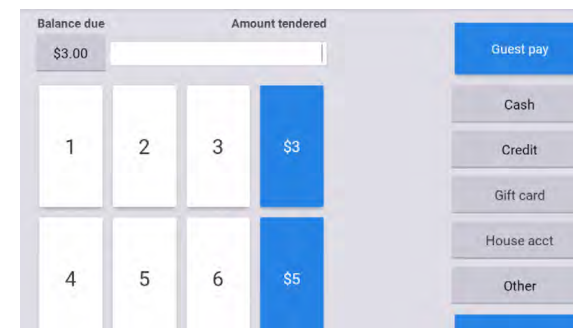 Balance due Amount tendered
$3.00
Guest pay
Cash
1 2 3 $3
Credit
Gift card
House acct
4 5 6 $5
Other